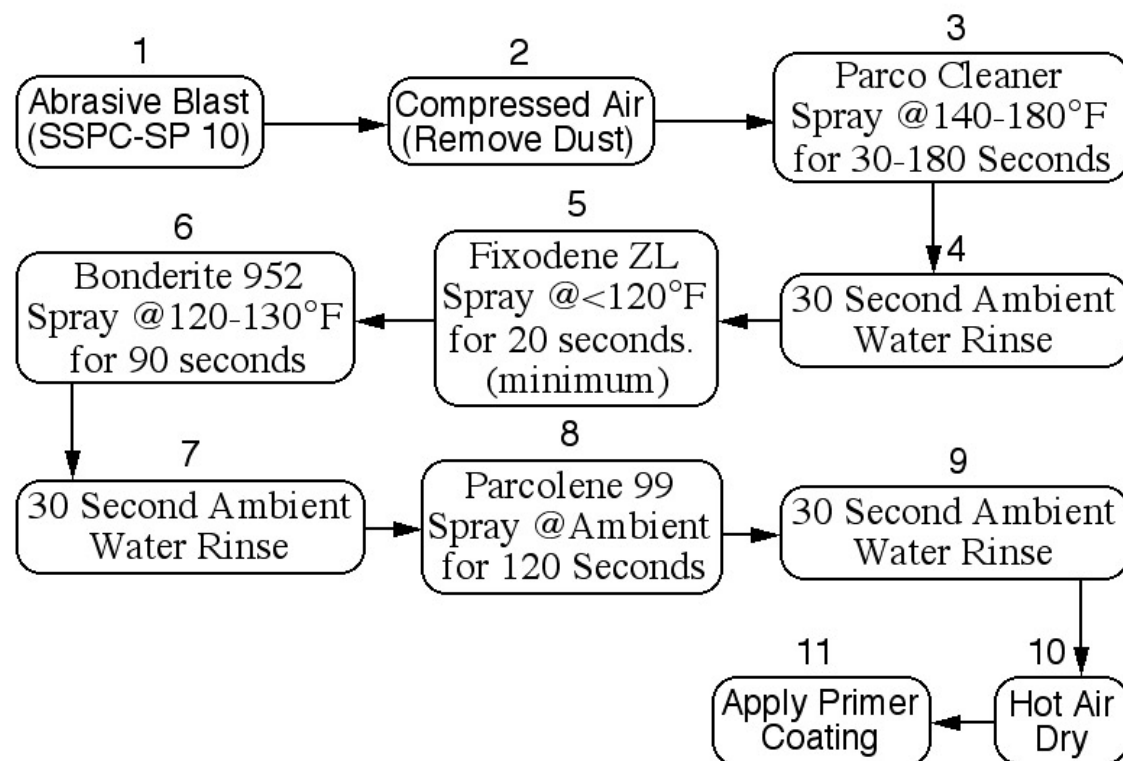 1
Abrasive Blast
(SSPC-SP 10)
2
Compressed Air
(Remove Dust)
3
Parco Cleaner
Spray @140-180°F
for 30-180 Seconds
4
30 Second Ambient
Water Rinse
5
Fixodene ZL
Spray @<120°F
for 20 seconds.
(minimum)
6
Bonderite 952
Spray @120-130°F
for 90 seconds
7
30 Second Ambient
Water Rinse
8
Parcolene 99
Spray @Ambient
for 120 Seconds
9
30 Second Ambient
Water Rinse
10
Hot Air
Dry
11
Apply Primer
Coating